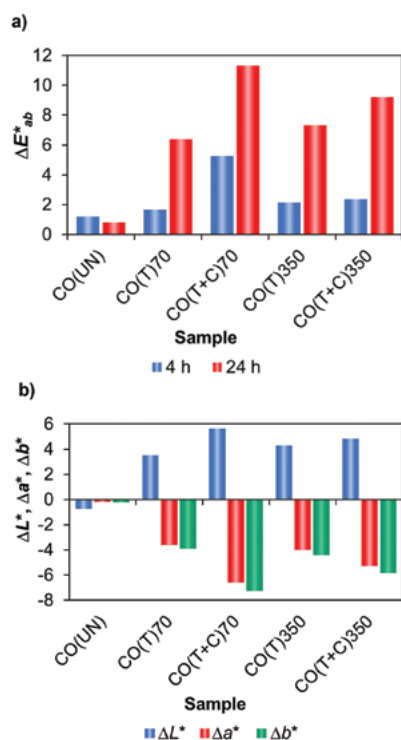 a)
12
10
8
6
4
2
0
ΔE*ab
CO(UN)
CO(T)70
CO(T+C)70
CO(T)350
CO(T+C)350
Sample
4 h 24 h
b)
6
4
2
0
-2
-4
-6
-8
ΔL*, Δa*, Δb*
CO(UN)
CO(T)70
CO(T+C)70
CO(T)350
CO(T+C)350
Sample
ΔL* Δa* Δb*